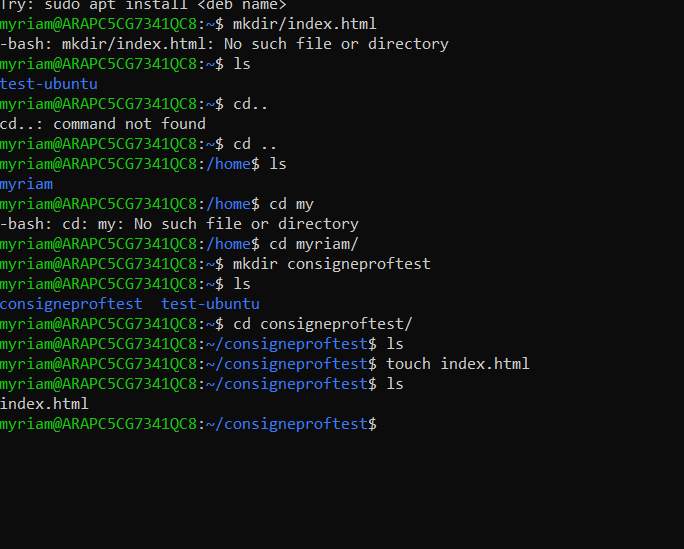 Try: sudo apt install <deb name>
myriam@ARAPC5CG7341QC8:~$ mkdir/index.html
-bash: mkdir/index.html: No such file or directory
myriam@ARAPC5CG7341QC8:~$ ls
test-ubuntu
myriam@ARAPC5CG7341QC8:~$ cd..
cd..: command not found
myriam@ARAPC5CG7341QC8:~$ cd ..
myriam@ARAPC5CG7341QC8:/home$ ls
myriam
myriam@ARAPC5CG7341QC8:/home$ cd my
-bash: cd: my: No such file or directory
myriam@ARAPC5CG7341QC8:/home$ cd myriam/
myriam@ARAPC5CG7341QC8:~$ mkdir consigneproftest
myriam@ARAPC5CG7341QC8:~$ ls
consigneproftest  test-ubuntu
myriam@ARAPC5CG7341QC8:~$ cd consigneproftest/
myriam@ARAPC5CG7341QC8:~/consigneproftest$ ls
myriam@ARAPC5CG7341QC8:~/consigneproftest$ touch index.html
myriam@ARAPC5CG7341QC8:~/consigneproftest$ ls
index.html
myriam@ARAPC5CG7341QC8:~/consigneproftest$